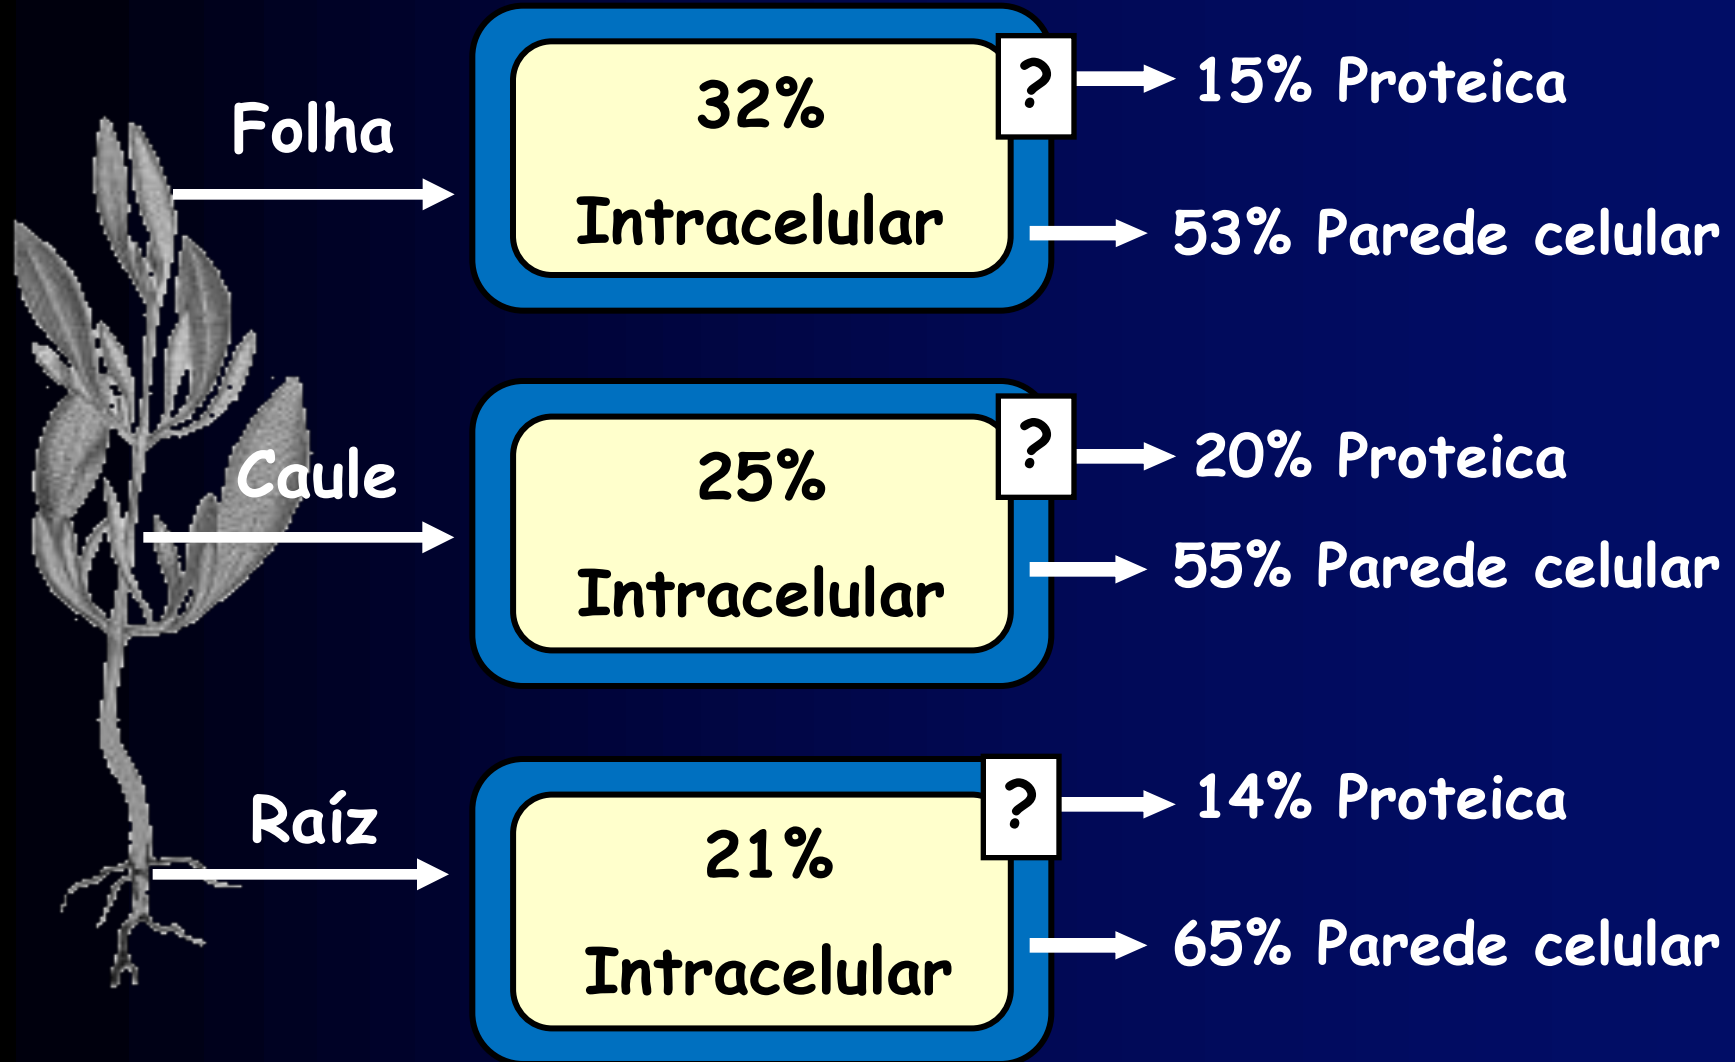 Folha
32%
Intracelular
?
15% Proteica
53% Parede celular
Caule
25%
Intracelular
?
20% Proteica
55% Parede celular
Raíz
21%
Intracelular
?
14% Proteica
65% Parede celular